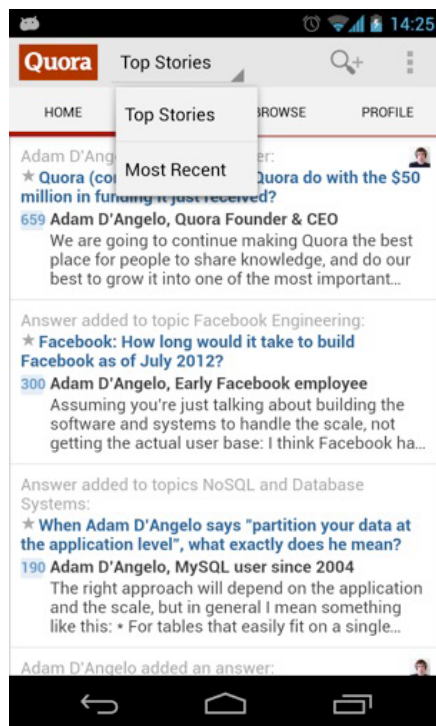 14:25
Quora
Top Stories
HOME
BROWSE
PROFILE
Top Stories
Most Recent
Adam D'Ang er:
Quora (co Quora do with the $50
million in funding it just received?
659 Adam D'Angelo, Quora Founder & CEO
We are going to continue making Quora the best
place for people to share knowledge, and do our
best to grow it into one of the most important...
Answer added to topic Facebook Engineering:
Facebook: How long would it take to build
Facebook as of July 2012?
300 Adam D'Angelo, Early Facebook employee
Assuming you're just talking about building the
software and systems to handle the scale, not
getting the actual user base: I think Facebook ha...
Answer added to topics NoSQL and Database
Systems:
When Adam D'Angelo says "partition your data at
the application level", what exactly does he mean?
190 Adam D'Angelo, MySQL user since 2004
The right approach will depend on the application
and the scale, but in general I mean something
like this: • For tables that easily fit on a single...
Adam D'Angelo added an answer: